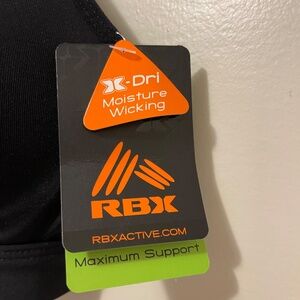 X-Dri
Moisture
Wicking
RBX
RBXACTIVE.COM
Maximum Support